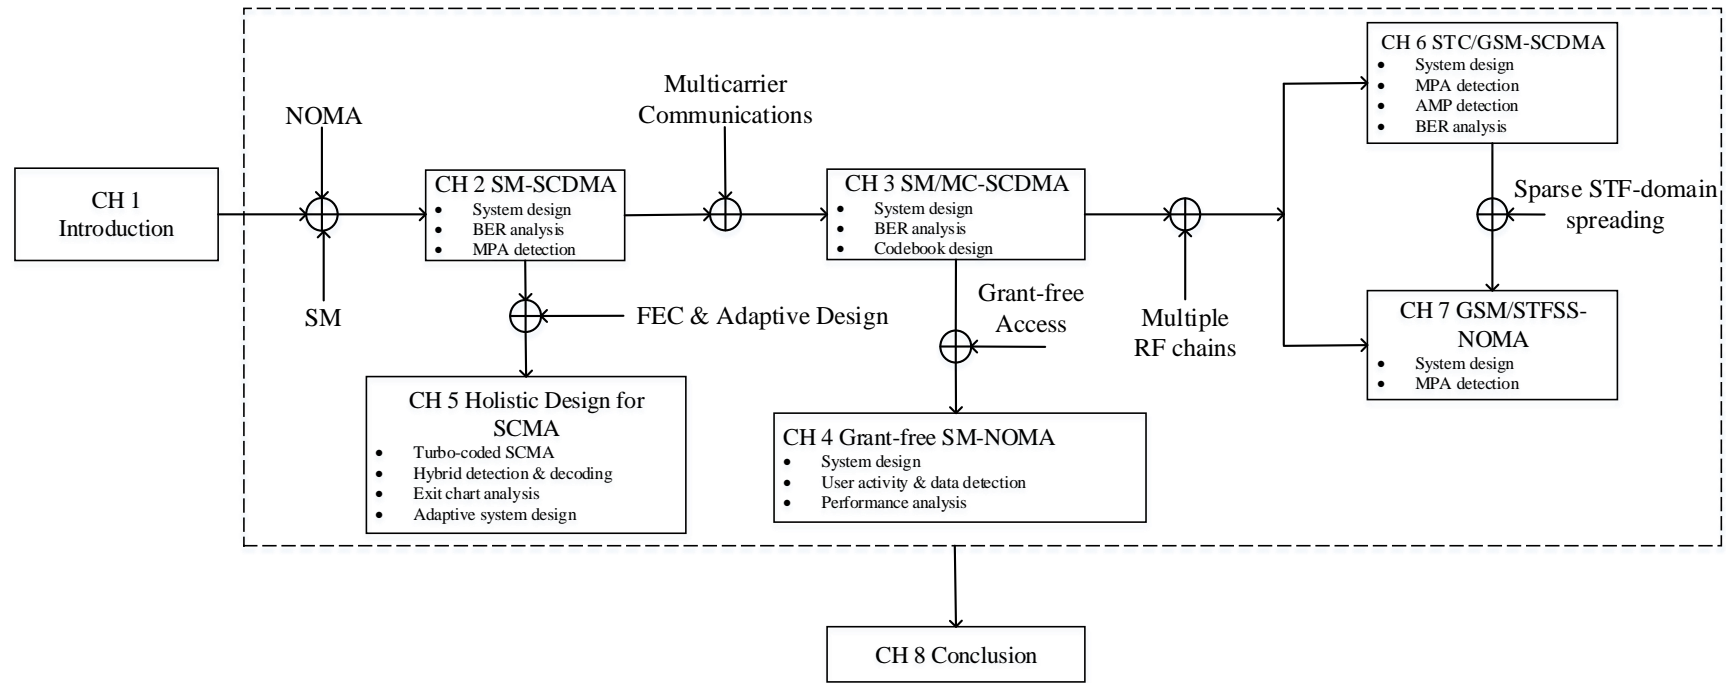 CH 1
Introduction
NOMA
SM
CH 2 SM-SCDMA
• System design
• BER analysis
• MPA detection
FEC & Adaptive Design
CH 5 Holistic Design for
SCMA
• Turbo-coded SCMA
• Hybrid detection & decoding
• Exit chart analysis
• Adaptive system design
Multicarrier
Communications
CH 3 SM/MC-SCDMA
• System design
• BER analysis
• Codebook design
Grant-free
Access
CH 4 Grant-free SM-NOMA
• System design
• User activity & data detection
• Performance analysis
Multiple
RF chains
CH 6 STC/GSM-SCDMA
• System design
• MPA detection
• AMP detection
• BER analysis
Sparse STF-domain
spreading
CH 7 GSM/STFSS-
NOMA
• System design
• MPA detection
CH 8 Conclusion